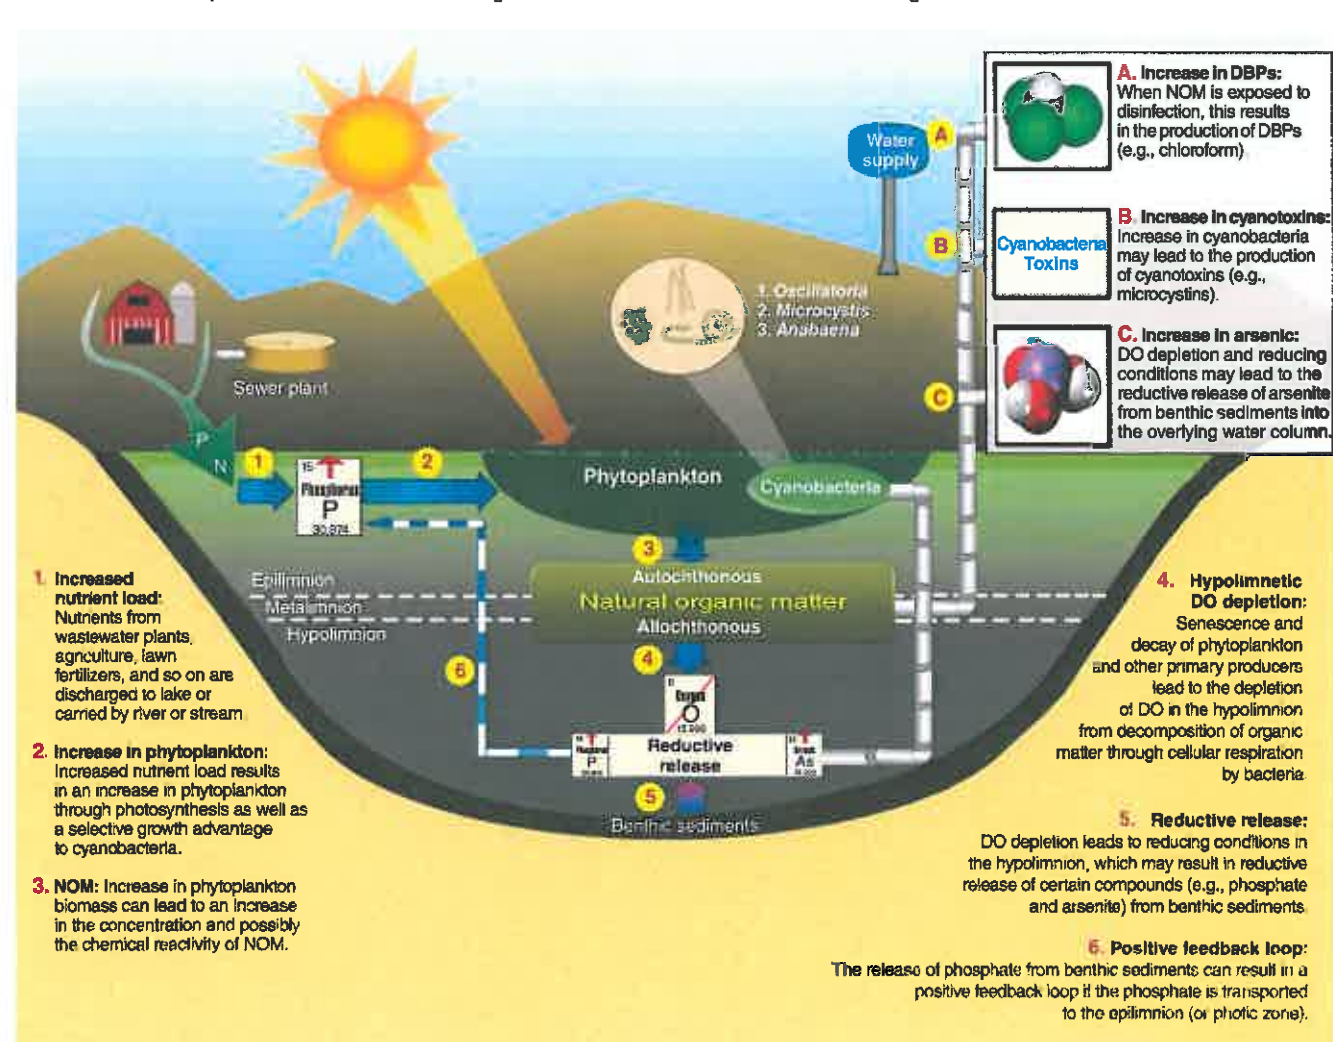 A. Increase in DBPs:
When NOM is exposed to
disinfection, this results
in the production of DBPs
(e.g., chloroform)
Water
supply
A
B
Cyanobacteria
Toxins
B Increase in cyanotoxins:
Increase in cyanobacteria
may lead to the production
of cyanotoxins (e.g.,
microcystins).
1. Oscillatoria
2. Microcystis
3. Anabaena
C. Increase in arsenic:
DO depletion and reducing
conditions may lead to the
reductive release of arsenite
from benthic sediments into
the overlying water column.
C
Sewer plant
P
N
1
15
Phosphorus
P
30.974
2
Phytoplankton
Cyanobacteria
3
Autochthonous
Natural organic matter
Allochthonous
Epilimnion
Metalimnion
Hypolimnion
4
6
O
P
Reductive
release
As
5
Benthic sediments
1. Increased
nutrient load:
Nutrients from
wastewater plants,
agriculture, lawn
fertilizers, and so on are
discharged to lake or
carried by river or stream
2. Increase in phytoplankton:
Increased nutrient load results
in an increase in phytoplankton
through photosynthesis as well as
a selective growth advantage
to cyanobacteria.
3. NOM: Increase in phytoplankton
biomass can lead to an increase
in the concentration and possibly
the chemical reactivity of NOM.
4. Hypolimnetic
DO depletion:
Senescence and
decay of phytoplankton
and other primary producers
lead to the depletion
of DO in the hypolimnion
from decomposition of organic
matter through cellular respiration
by bacteria
5. Reductive release:
DO depletion leads to reducing conditions in
the hypolimnion, which may result in reductive
release of certain compounds (e.g., phosphate
and arsenite) from benthic sediments
6. Positive feedback loop:
The release of phosphate from benthic sediments can result in a
positive feedback loop if the phosphate is transported
to the epilimnion (or photic zone).